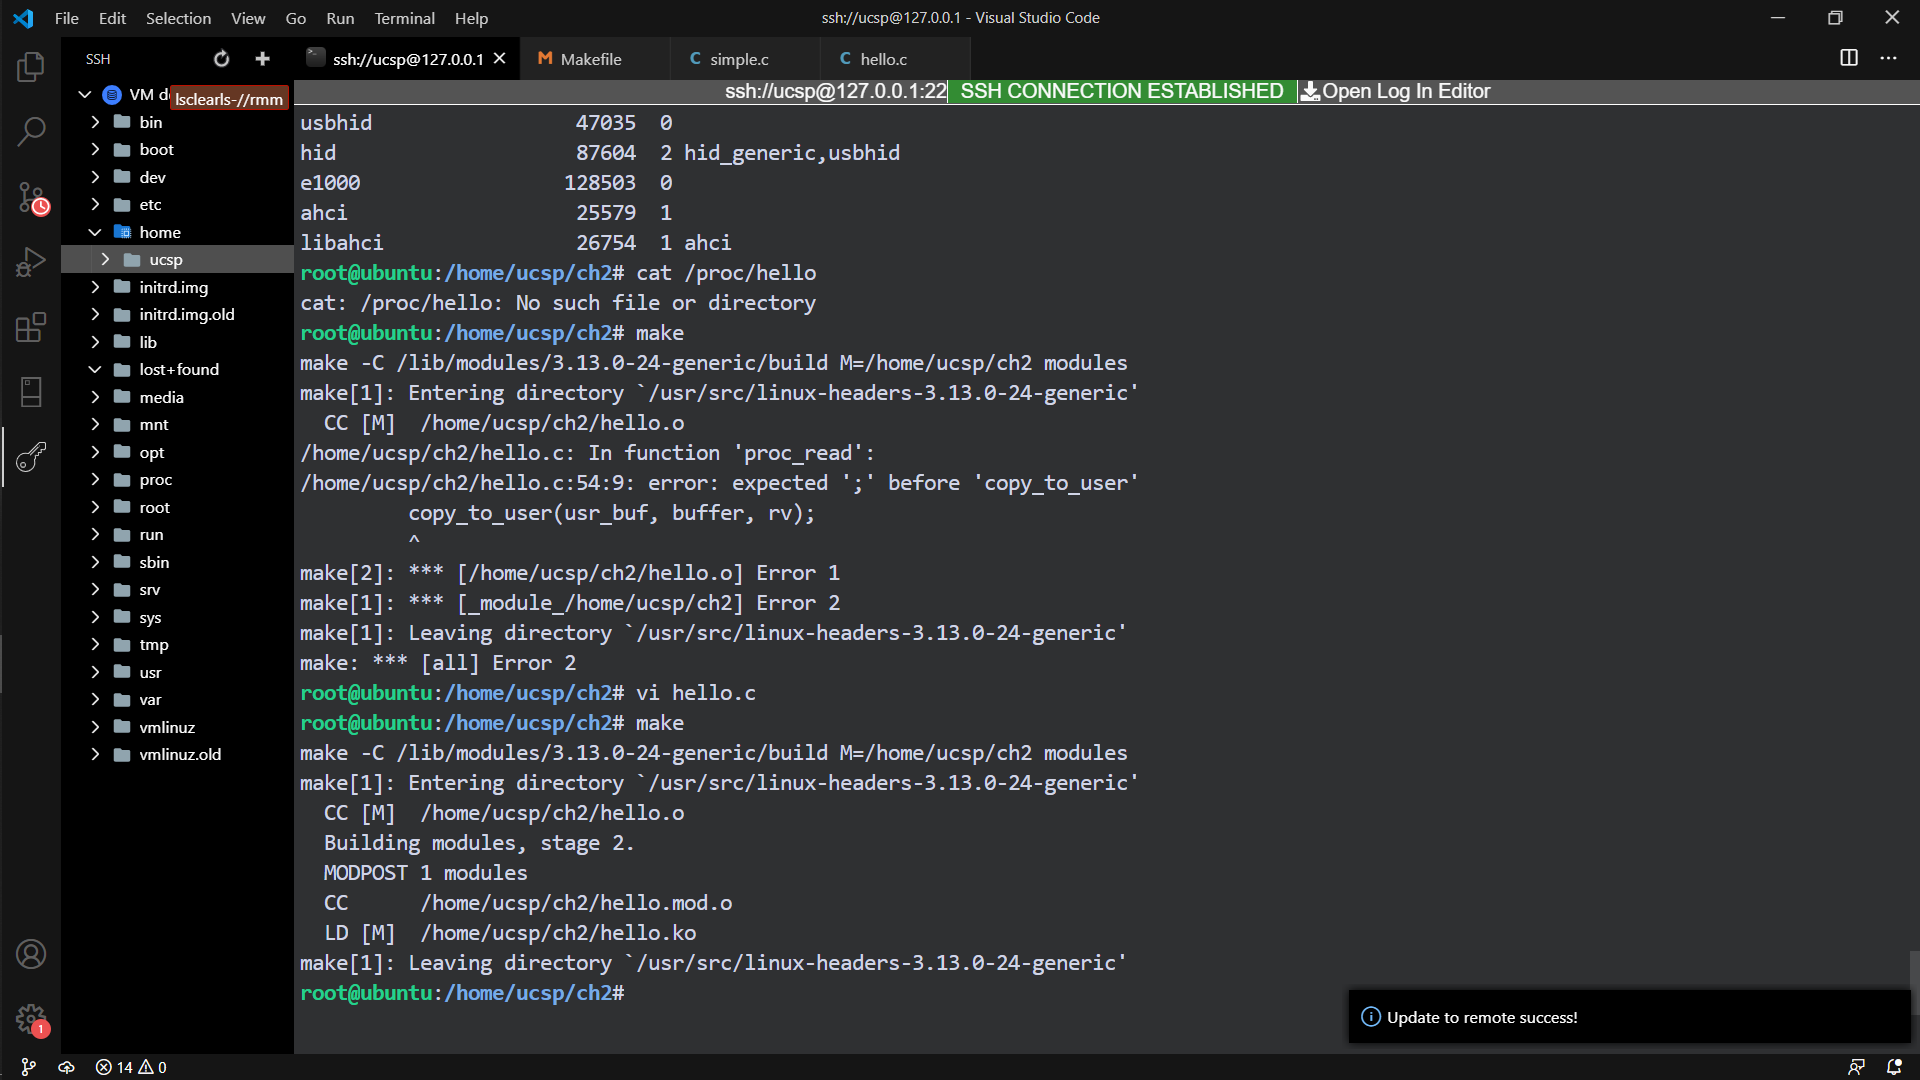 File Edit Selection View Go Run Terminal Help
ssh://ucsp@127.0.0.1 - Visual Studio Code
SSH
ssh://ucsp@127.0.0.1
M Makefile
C simple.c
C hello.c
lsclearls-//rmm
bin
boot
dev
etc
home
ucsp
initrd.img
initrd.img.old
lib
lost+found
media
mnt
opt
proc
root
run
sbin
srv
sys
tmp
usr
var
vmlinuz
vmlinuz.old
ssh://ucsp@127.0.0.1:22 SSH CONNECTION ESTABLISHED Open Log In Editor
usbhid 47035 0
hid 87604 2 hid_generic,usbhid
e1000 128503 0
ahci 25579 1
libahci 26754 1 ahci
root@ubuntu:/home/ucsp/ch2# cat /proc/hello
cat: /proc/hello: No such file or directory
root@ubuntu:/home/ucsp/ch2# make
make -C /lib/modules/3.13.0-24-generic/build M=/home/ucsp/ch2 modules
make[1]: Entering directory `/usr/src/linux-headers-3.13.0-24-generic'
CC [M] /home/ucsp/ch2/hello.o
/home/ucsp/ch2/hello.c: In function 'proc_read':
/home/ucsp/ch2/hello.c:54:9: error: expected ';' before 'copy_to_user'
copy_to_user(usr_buf, buffer, rv);
^
make[2]: *** [/home/ucsp/ch2/hello.o] Error 1
make[1]: *** [_module_/home/ucsp/ch2] Error 2
make[1]: Leaving directory `/usr/src/linux-headers-3.13.0-24-generic'
make: *** [all] Error 2
root@ubuntu:/home/ucsp/ch2# vi hello.c
root@ubuntu:/home/ucsp/ch2# make
make -C /lib/modules/3.13.0-24-generic/build M=/home/ucsp/ch2 modules
make[1]: Entering directory `/usr/src/linux-headers-3.13.0-24-generic'
CC [M] /home/ucsp/ch2/hello.o
Building modules, stage 2.
MODPOST 1 modules
CC /home/ucsp/ch2/hello.mod.o
LD [M] /home/ucsp/ch2/hello.ko
make[1]: Leaving directory `/usr/src/linux-headers-3.13.0-24-generic'
root@ubuntu:/home/ucsp/ch2#
Update to remote success!
1
14 0